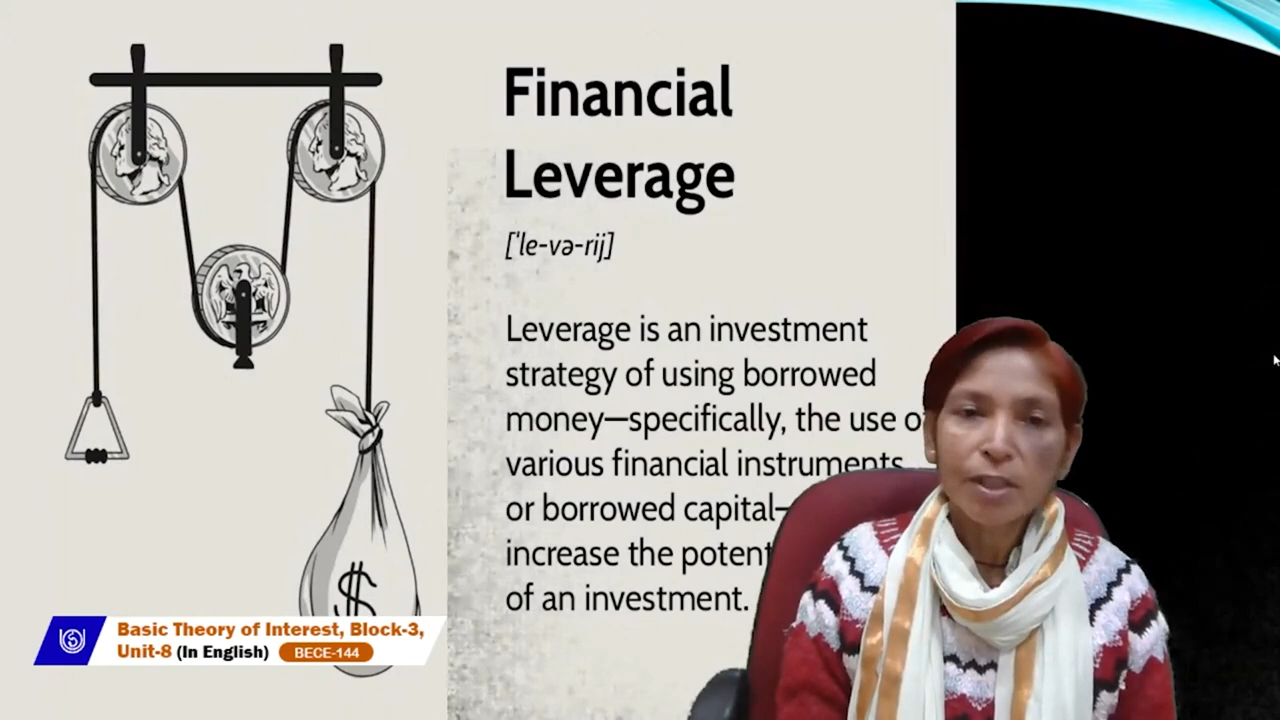 Financial
Leverage
['le-və-rij]
Leverage is an investment
strategy of using borrowed
money—specifically, the use
various financial instruments
or borrowed capital—
increase the
of an investment.
$
Basic Theory of Interest, Block-3,
Unit-8 (In English) BECE-144